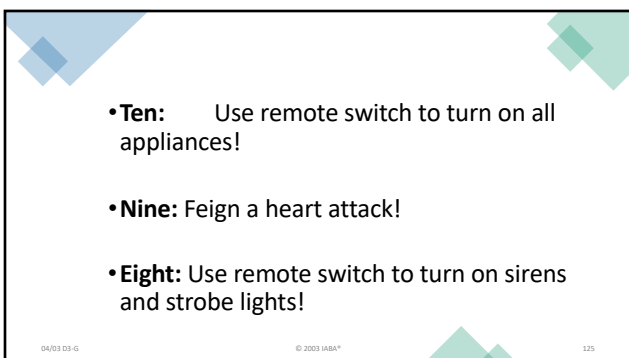 •Ten: Use remote switch to turn on all
appliances!
•Nine: Feign a heart attack!
•Eight: Use remote switch to turn on sirens
and strobe lights!
04/03 D3-G © 2003 IABA® 125